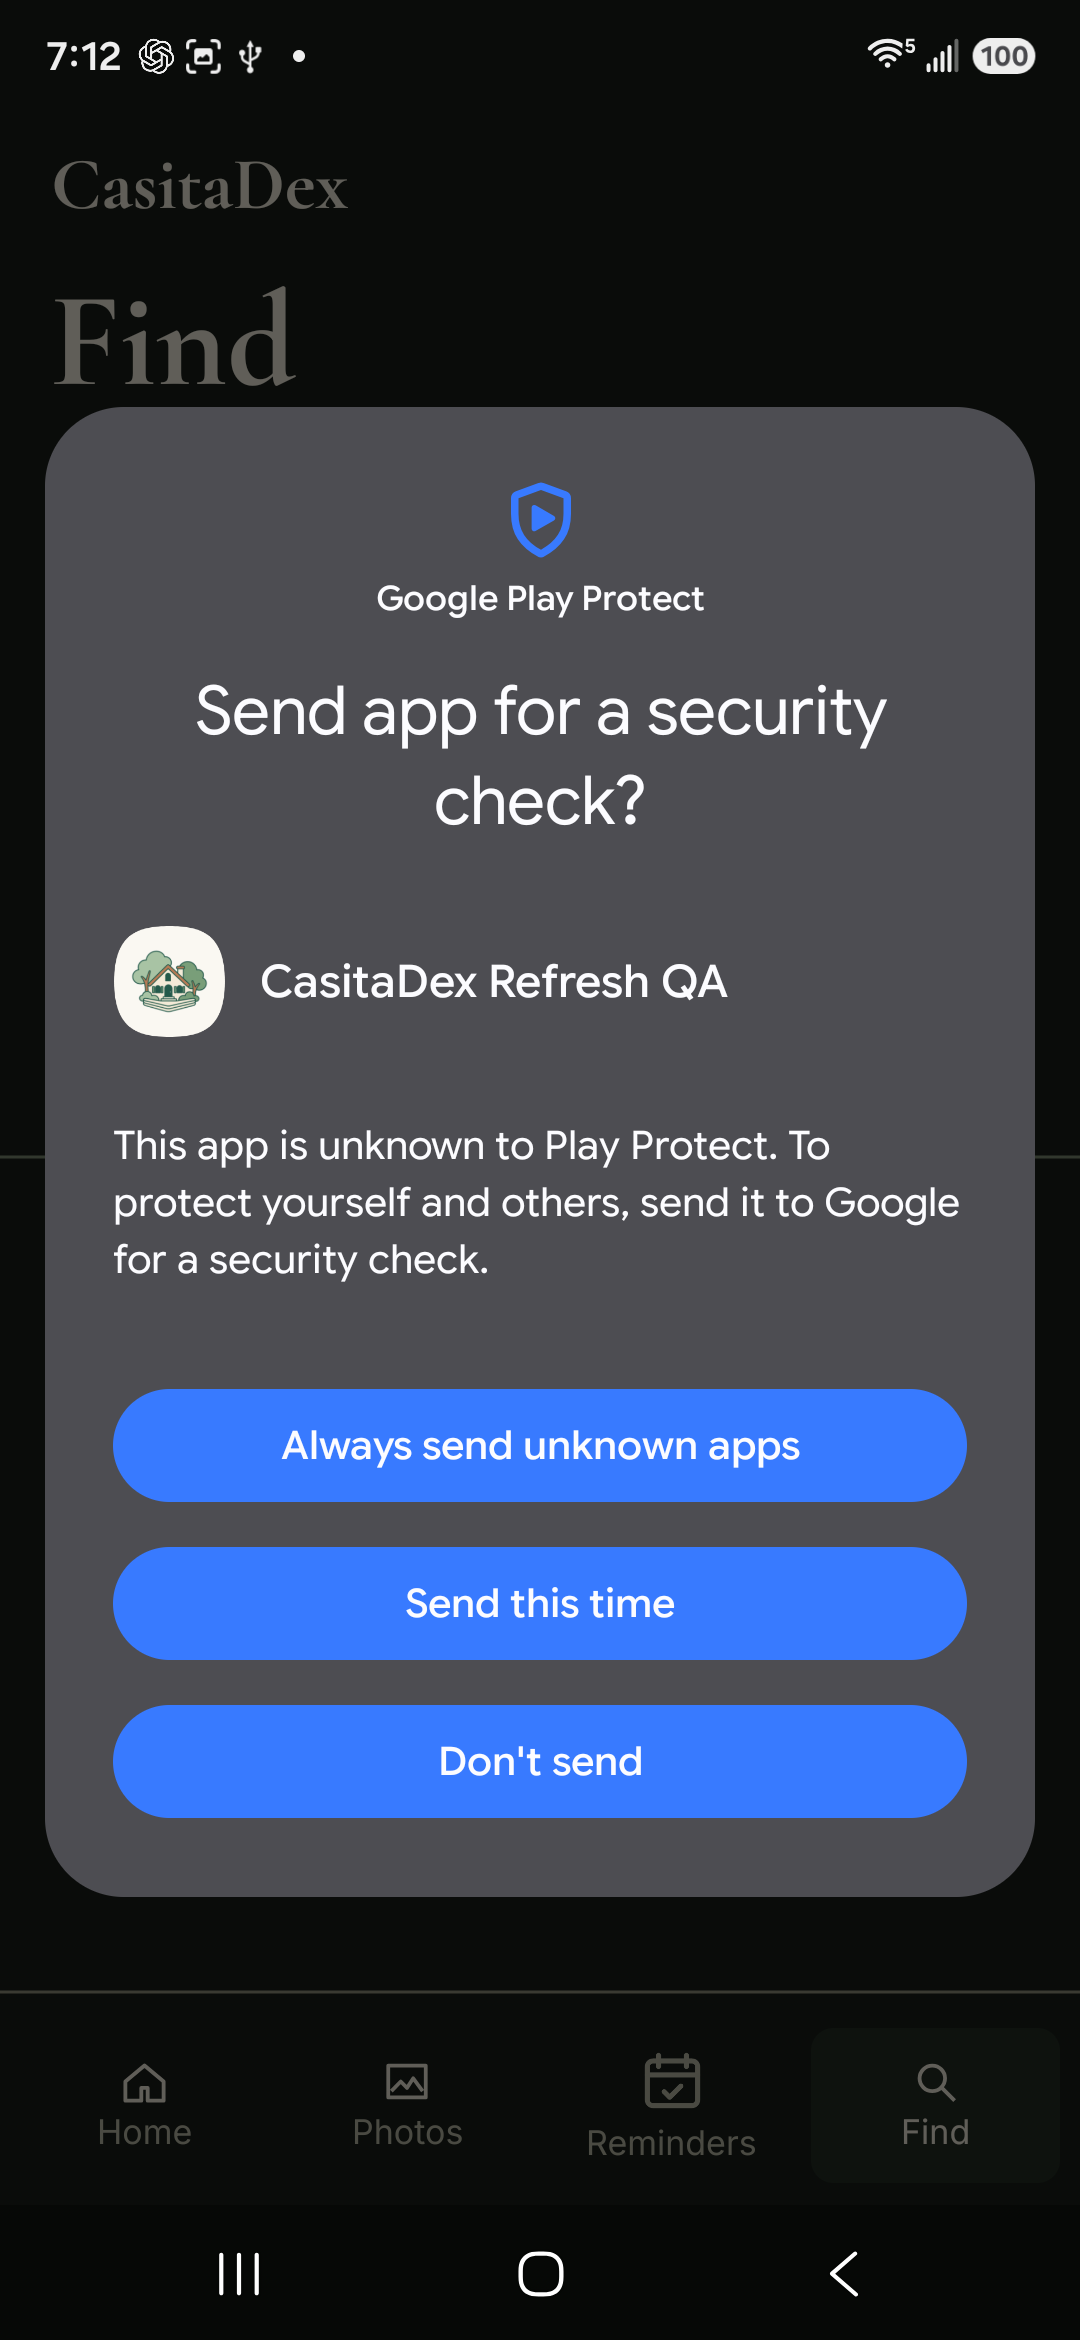 7:12
5
100
CasitaDex
Find
Google Play Protect
Send app for a security
check?
CasitaDex Refresh QA
This app is unknown to Play Protect. To
protect yourself and others, send it to Google
for a security check.
Always send unknown apps
Send this time
Don't send
Home
Photos
Reminders
Find